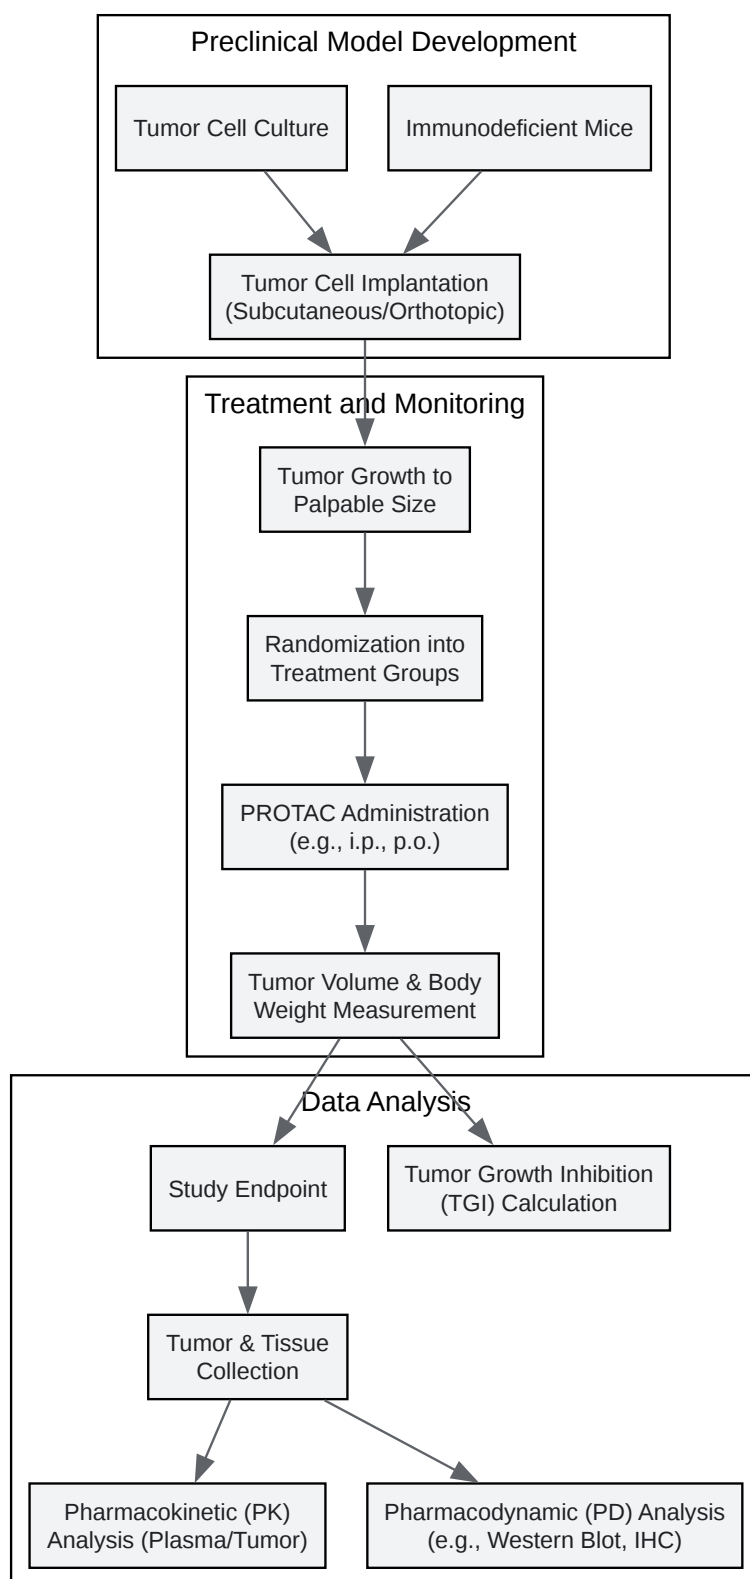 Preclinical Model Development
Tumor Cell Culture
Immunodeficient Mice
Tumor Cell Implantation
(Subcutaneous/Orthotopic)
Treatment and Monitoring
Tumor Growth to
Palpable Size
Randomization into
Treatment Groups
PROTAC Administration
(e.g., i.p., p.o.)
Tumor Volume & Body
Weight Measurement
Data Analysis
Study Endpoint
Tumor Growth Inhibition
(TGI) Calculation
Tumor & Tissue
Collection
Pharmacokinetic (PK)
Analysis (Plasma/Tumor)
Pharmacodynamic (PD) Analysis
(e.g., Western Blot, IHC)